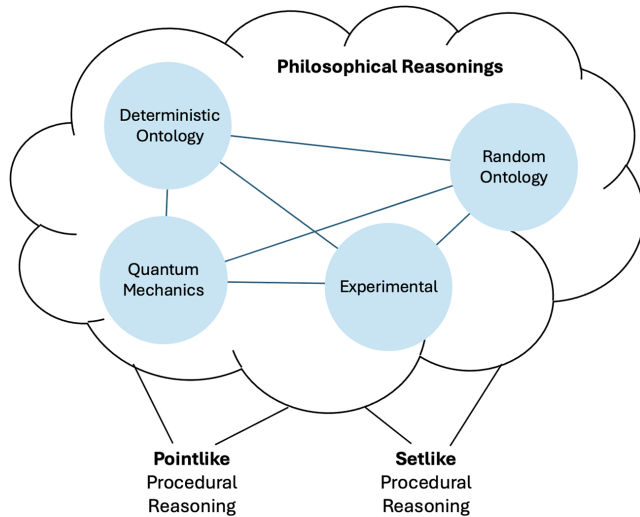 Philosophical Reasonings
Deterministic
Ontology
Random
Ontology
Quantum
Mechanics
Experimental
Pointlike
Procedural
Reasoning
Setlike
Procedural
Reasoning